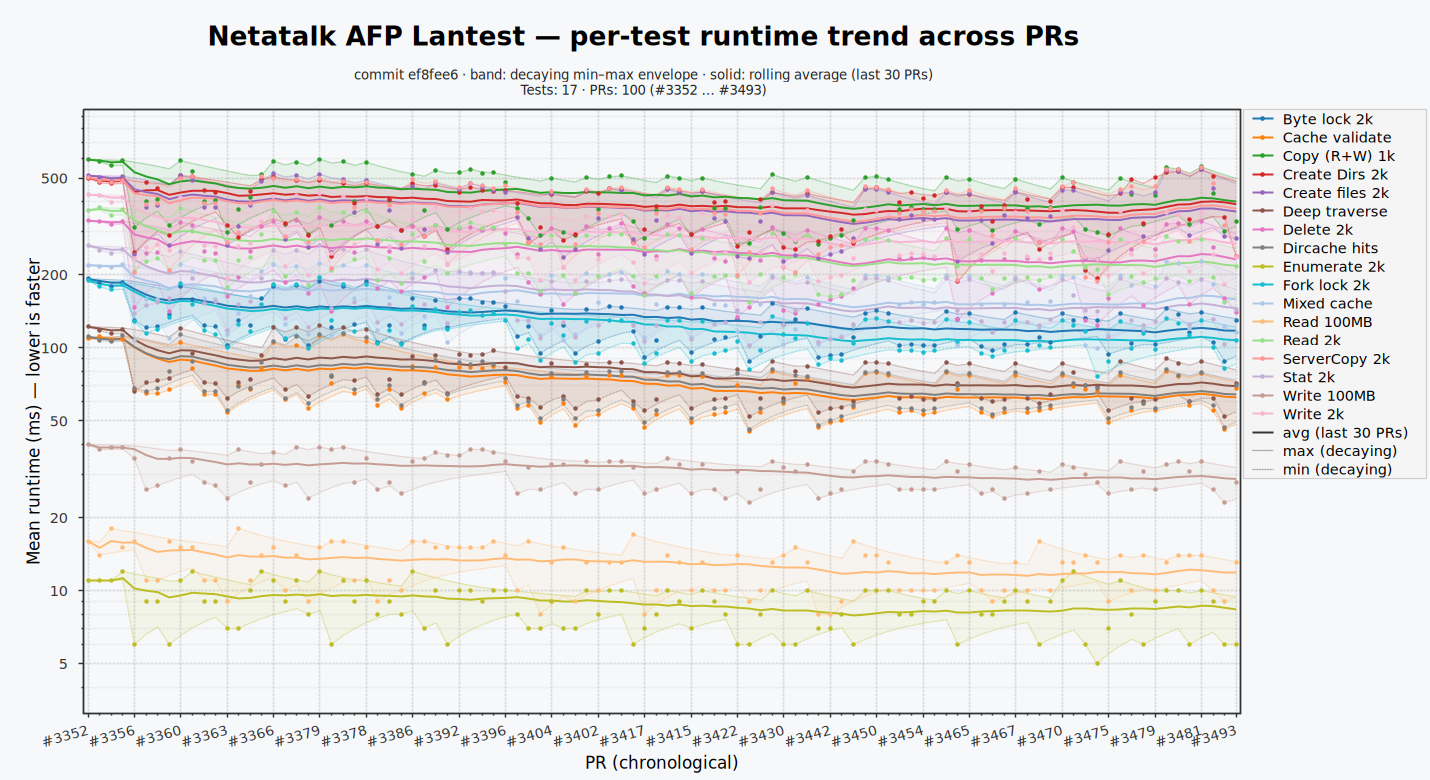 Netatalk AFP Lantest — per-test runtime trend across PRs
commit ef8fee6 · band: decaying min–max envelope · solid: rolling average (last 30 PRs)
Tests: 17 · PRs: 100 (#3352 … #3493)
Mean runtime (ms) — lower is faster
500
200
100
50
20
10
5
#3352 #3356 #3360 #3363 #3366 #3379 #3378 #3386 #3392 #3396 #3404 #3402 #3417 #3415 #3422 #3430 #3442 #3450 #3454 #3465 #3467 #3470 #3475 #3479 #3481 #3493
PR (chronological)
Byte lock 2k
Cache validate
Copy (R+W) 1k
Create Dirs 2k
Create files 2k
Deep traverse
Delete 2k
Dircache hits
Enumerate 2k
Fork lock 2k
Mixed cache
Read 100MB
Read 2k
ServerCopy 2k
Stat 2k
Write 100MB
Write 2k
avg (last 30 PRs)
max (decaying)
min (decaying)